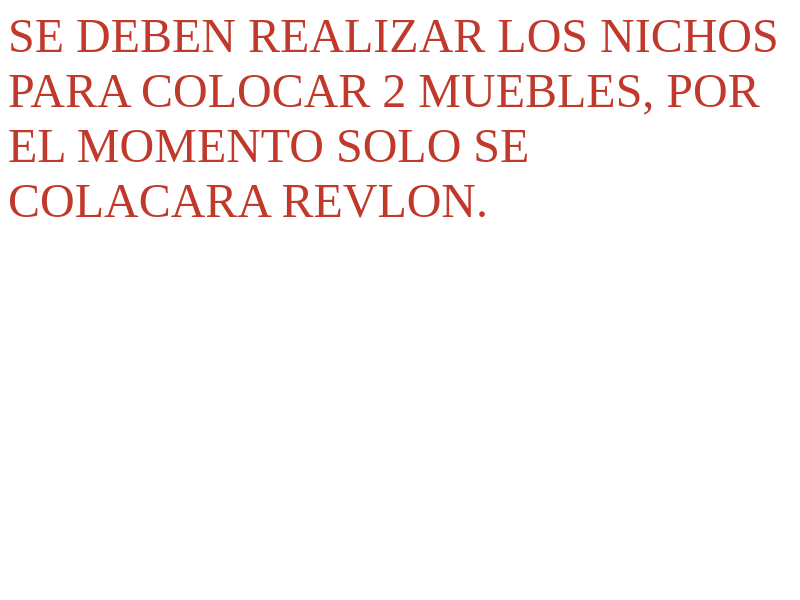 SE DEBEN REALIZAR LOS NICHOS
PARA COLOCAR 2 MUEBLES, POR
EL MOMENTO SOLO SE
COLACARA REVLON.